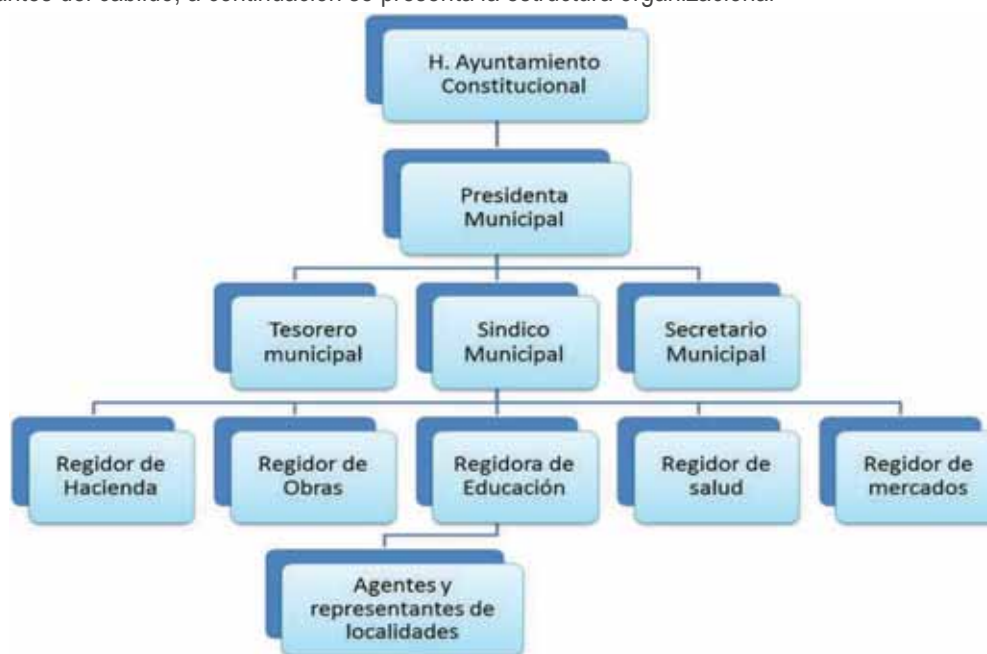 antes del cabildo, a continuación se presenta la estructura organizacional
H. Ayuntamiento
Constitucional
Presidenta
Municipal
Tesorero
municipal
Sindico
Municipal
Secretario
Municipal
Regidor de
Hacienda
Regidor de
Obras
Regidora de
Educación
Regidor de
salud
Regidor de
mercados
Agentes y
representantes de
localidades